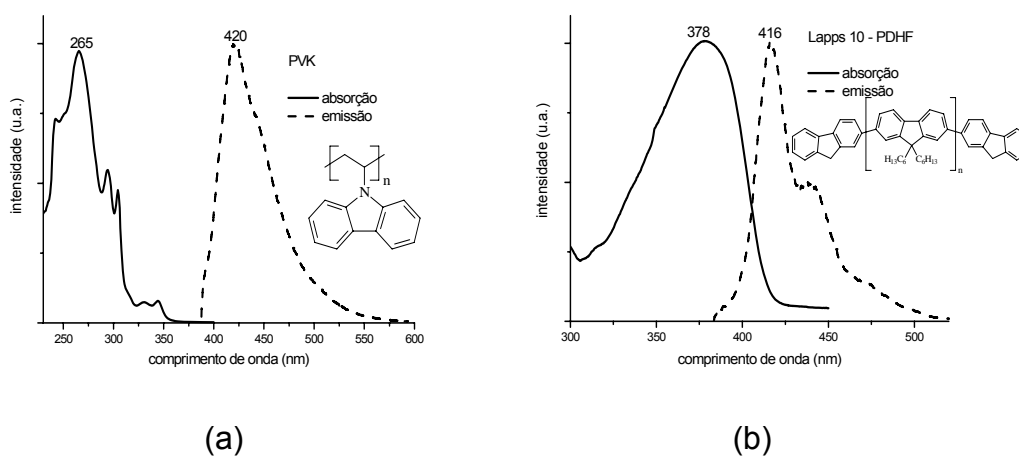 265
420
PVK
absorção
emissão
n
N
intensidade (u.a.)
250 300 350 400 450 500 550 600
comprimento de onda (nm)
(a)
378
416
Lapps 10 - PDHF
absorção
emissão
H13C6 C6H13
n
intensidade (u.a.)
300 350 400 450 500
comprimento de onda (nm)
(b)